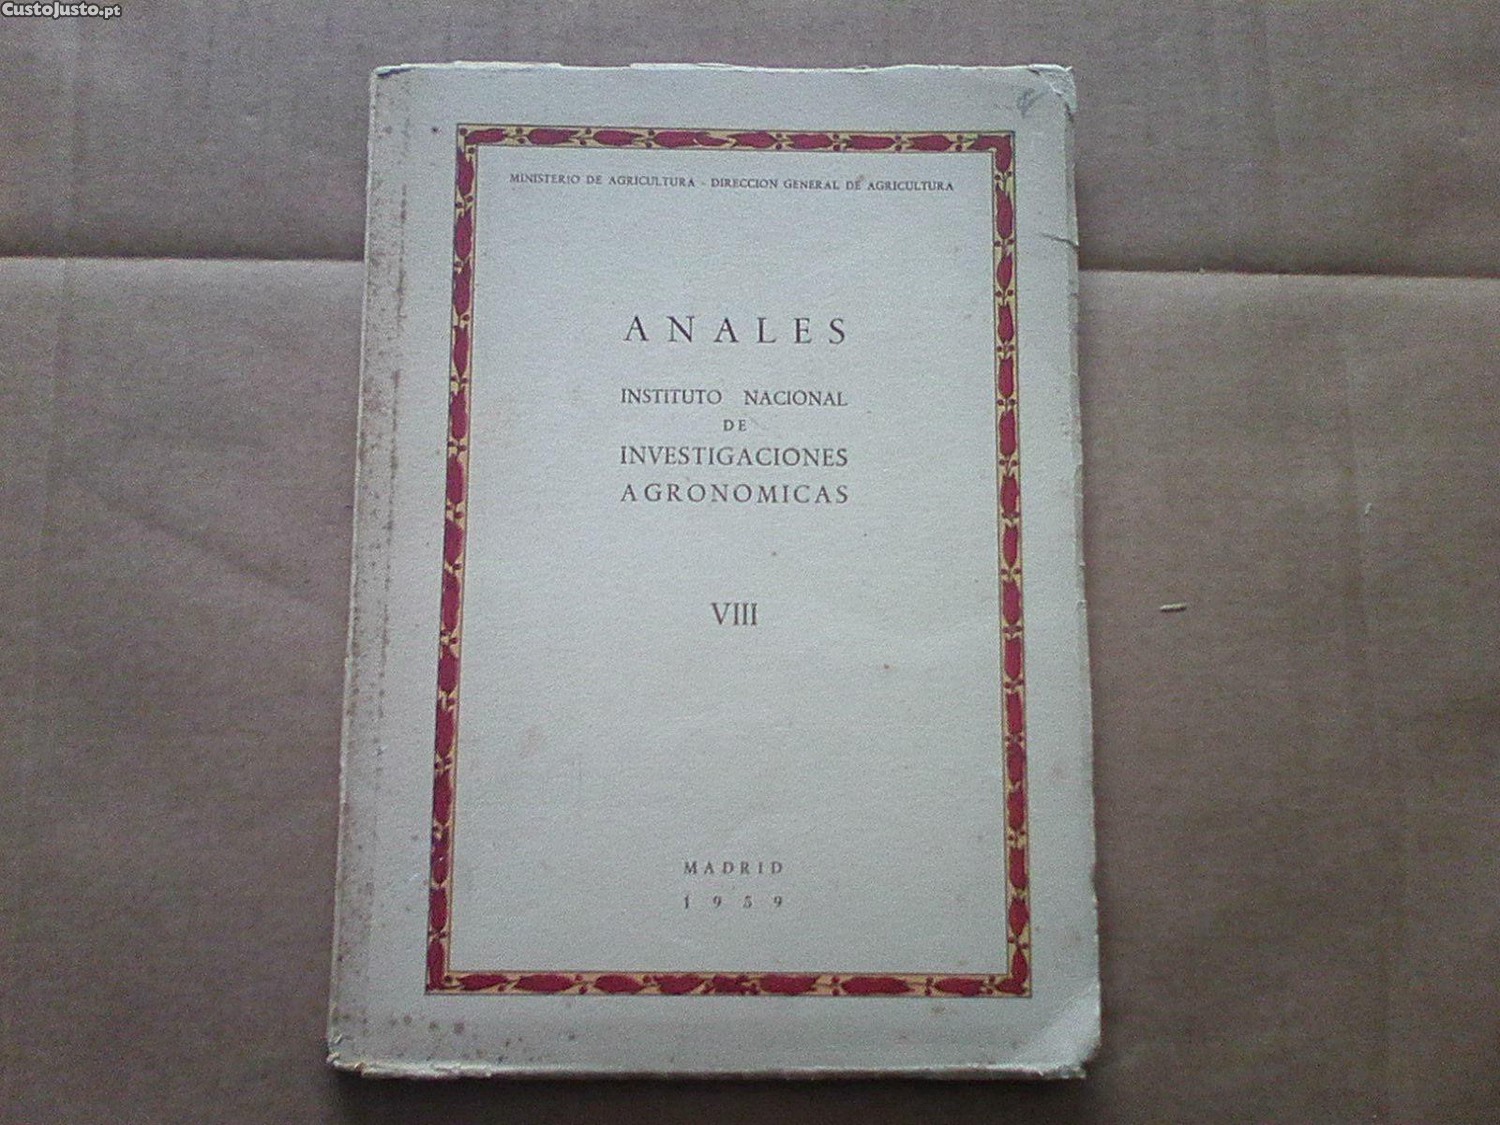 CustoJusto.pt
MINISTERIO DE AGRICULTURA - DIRECCION GENERAL DE AGRICULTURA
ANALES
INSTITUTO NACIONAL
DE
INVESTIGACIONES
AGRONOMICAS
VIII
MADRID
1959